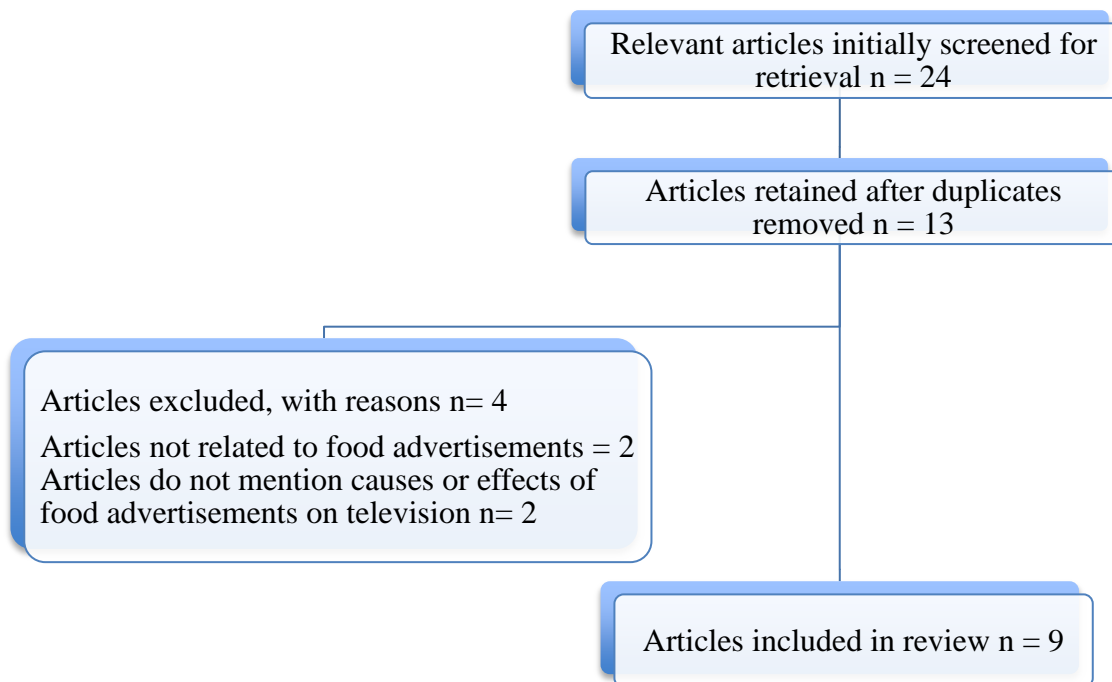 Relevant articles initially screened for
retrieval n = 24
Articles retained after duplicates
removed n = 13
Articles excluded, with reasons n= 4
Articles not related to food advertisements = 2
Articles do not mention causes or effects of
food advertisements on television n= 2
Articles included in review n = 9